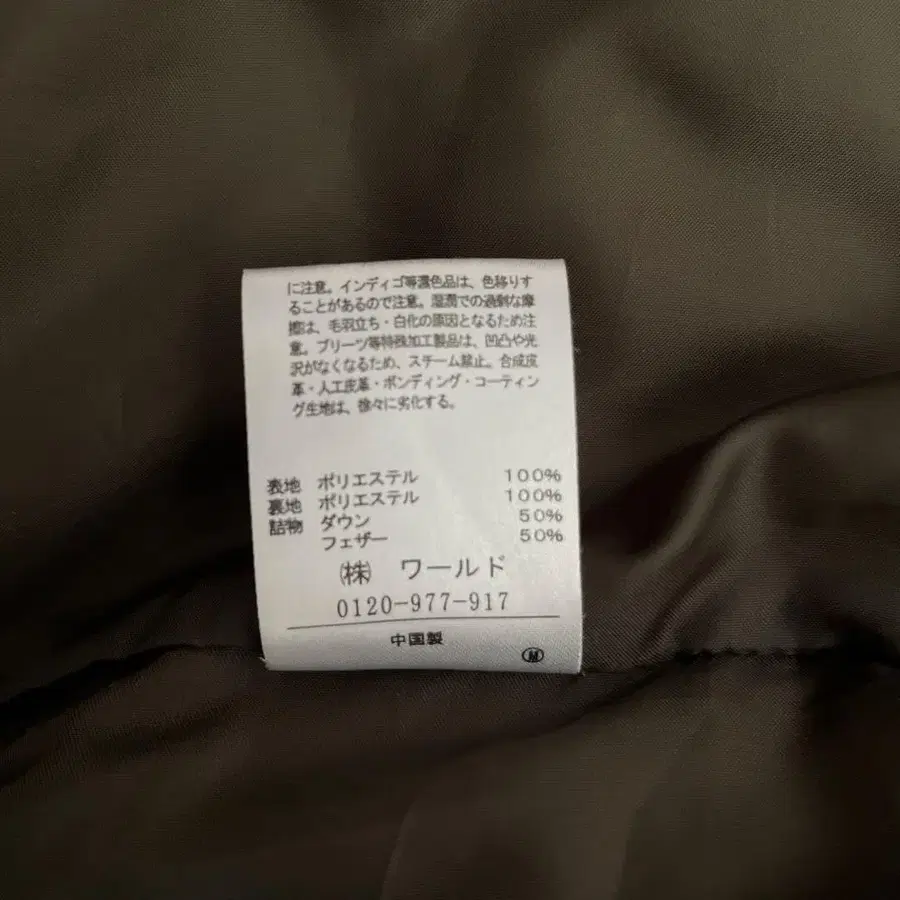 に注意。インディゴ等濃色品は、色移りす
ることがあるので注意。湿潤での過剰な摩
擦は、毛羽立ち・白化の原因となるため注
意。プリーツ等特殊加工製品は、凹凸や光
沢がなくなるため、スチーム禁止。合成皮
革・人工皮革・ボンディング・コーティン
グ生地は、徐々に劣化する。
表地 ポリエステル 100%
裏地 ポリエステル 100%
詰物 ダウン 50%
フェザー 50%
㈱ ワールド
0120-977-917
中国製
Ⓜ